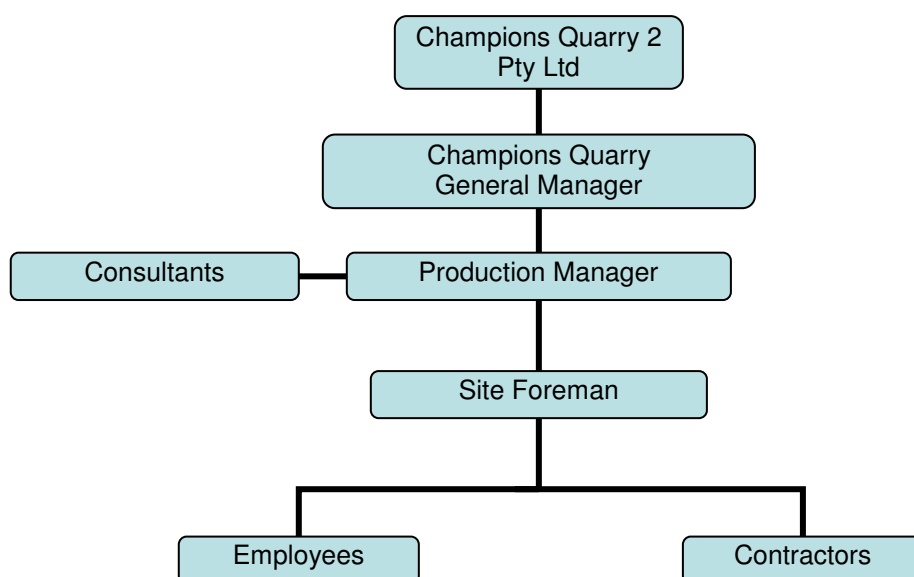 Champions Quarry 2
Pty Ltd
Champions Quarry
General Manager
Consultants
Production Manager
Site Foreman
Employees
Contractors